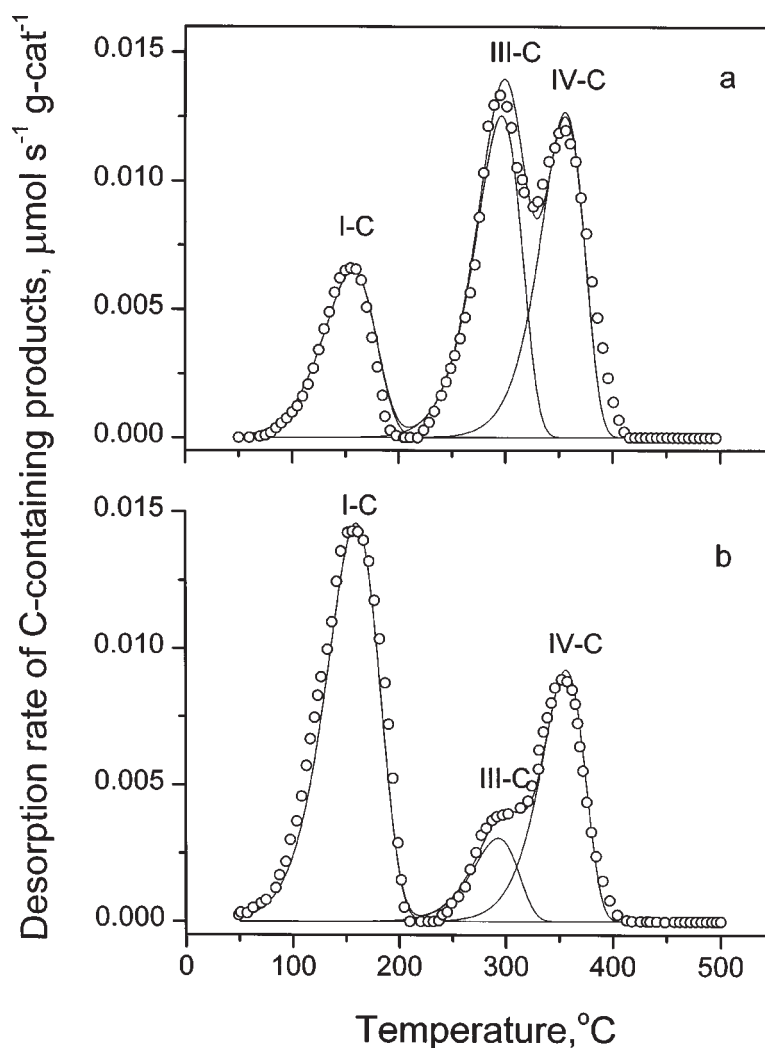 Desorption rate of C-containing products, µmol s⁻¹ g-cat⁻¹
0.015
0.010
0.005
0.000
I-C
III-C
IV-C
a
0.015
0.010
0.005
0.000
I-C
III-C
IV-C
b
0 100 200 300 400 500
Temperature,°C